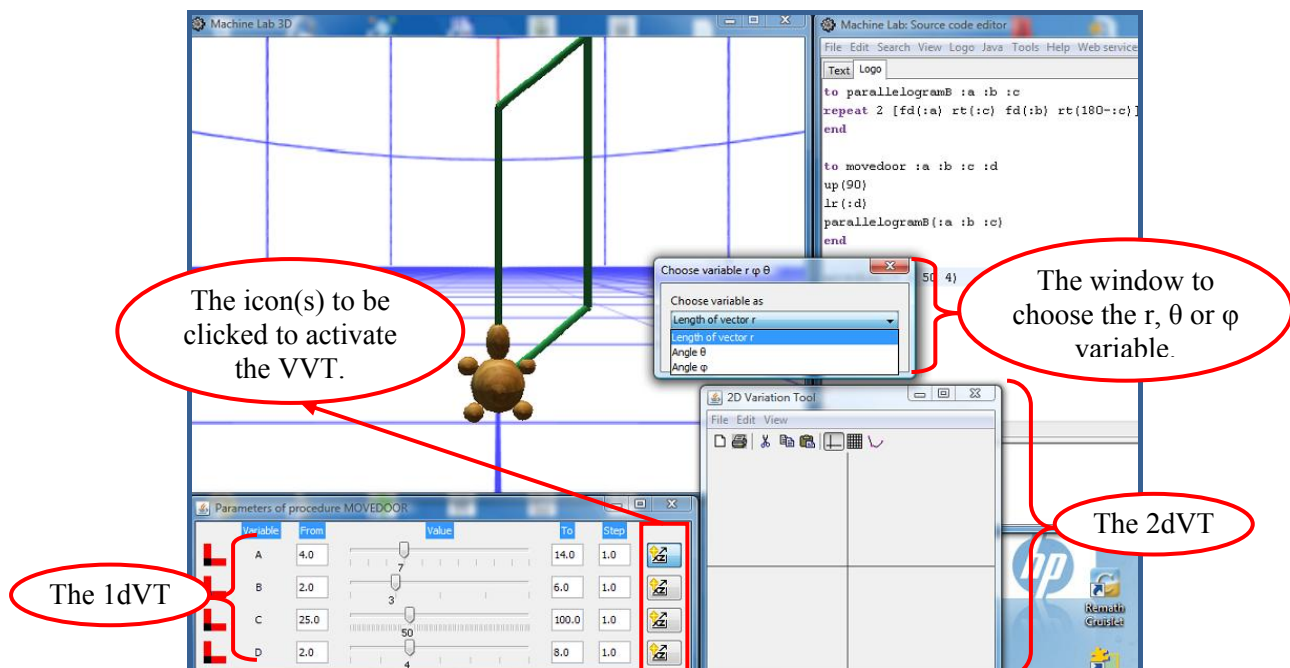 Machine Lab 3D
Machine Lab: Source code editor
File Edit Search View Logo Java Tools Help Web service
Text Logo
to parallelogramB :a :b :c
repeat 2 [fd(:a) rt(:c) fd(:b) rt(180-:c)]
end
to movedoor :a :b :c :d
up(90)
lr(:d)
parallelogramB(:a :b :c)
end
50 4)
Choose variable r φ θ
Choose variable as
Length of vector r
Length of vector r
Angle θ
Angle φ
The icon(s) to be
clicked to activate
the VVT.
The window to
choose the r, θ or φ
variable.
2D Variation Tool
File Edit View
The 2dVT
Parameters of procedure MOVEDOOR
Variable From Value To Step
A 4.0 7 14.0 1.0
B 2.0 3 6.0 1.0
C 25.0 50 100.0 1.0
D 2.0 4 8.0 1.0
The 1dVT
hp
Remath
Cruislet